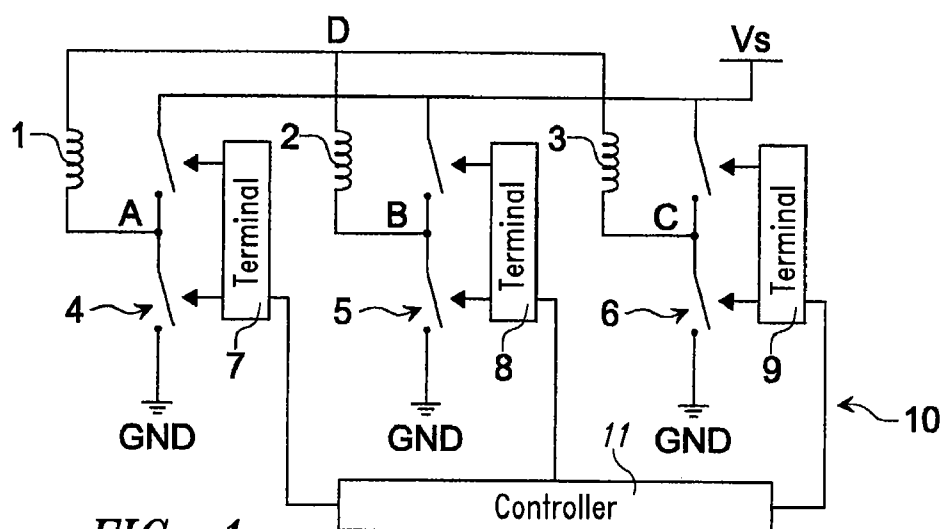 D
Vs
1
2
3
Terminal
Terminal
Terminal
A
B
C
4
5
6
7
8
9
GND
GND
GND
10
11
Controller
FIG. 1